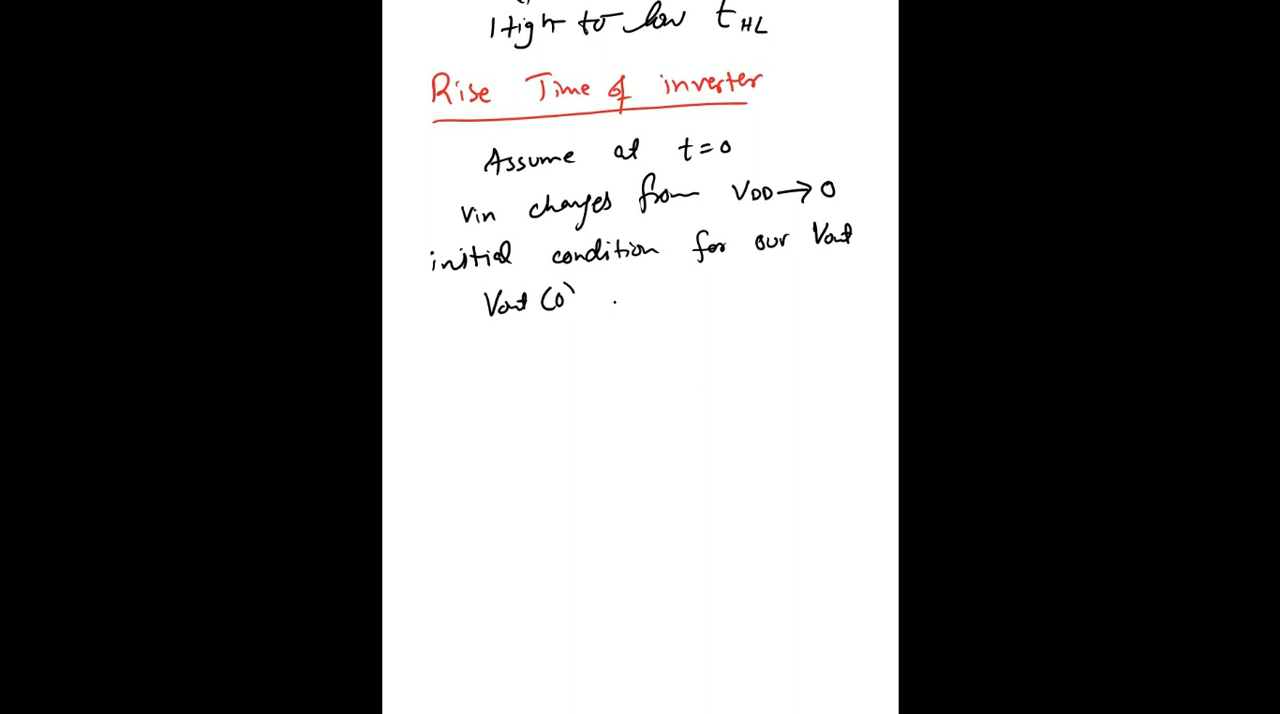 High to low tHL
Rise Time of inverter
Assume at t=0
Vin changes from VDD→0
initial condition for our Vout
Vout (0)